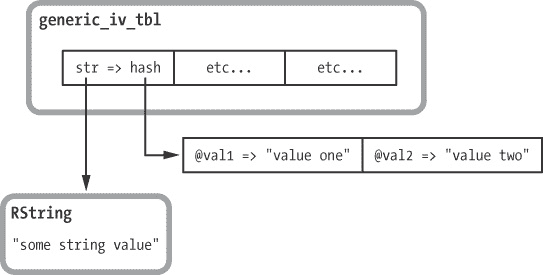 generic_iv_tbl
str => hash
etc...
etc...
@val1 => "value one"
@val2 => "value two"
RString
"some string value"